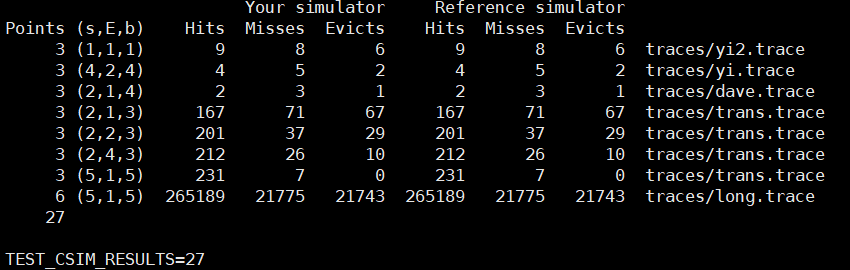 Your simulator     Reference simulator
Points (s,E,b)    Hits  Misses  Evicts    Hits  Misses  Evicts
     3 (1,1,1)       9       8       6       9       8       6  traces/yi2.trace
     3 (4,2,4)       4       5       2       4       5       2  traces/yi.trace
     3 (2,1,4)       2       3       1       2       3       1  traces/dave.trace
     3 (2,1,3)     167      71      67     167      71      67  traces/trans.trace
     3 (2,2,3)     201      37      29     201      37      29  traces/trans.trace
     3 (2,4,3)     212      26      10     212      26      10  traces/trans.trace
     3 (5,1,5)     231       7       0     231       7       0  traces/trans.trace
     6 (5,1,5)  265189   21775   21743  265189   21775   21743  traces/long.trace
    27

TEST_CSIM_RESULTS=27